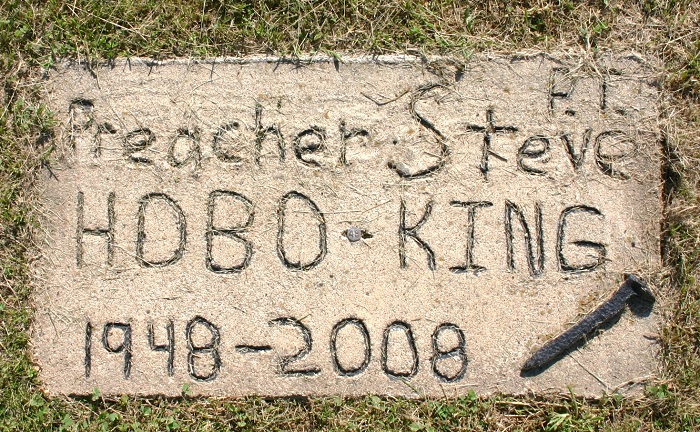 Preacher Steve
HOBO - KING
1948-2008